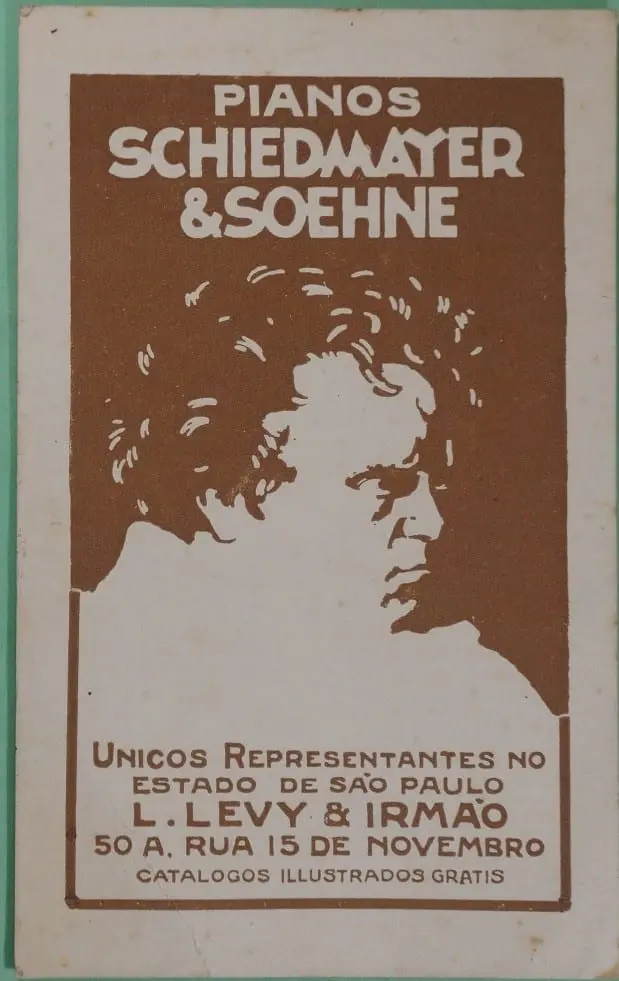 PIANOS
SCHIEDMAYER
&SOEHNE
UNICOS REPRESENTANTES NO
ESTADO DE SÃO PAULO
L. LEVY & IRMÃO
50 A, RUA 15 DE NOVEMBRO
CATALOGOS ILLUSTRADOS GRATIS